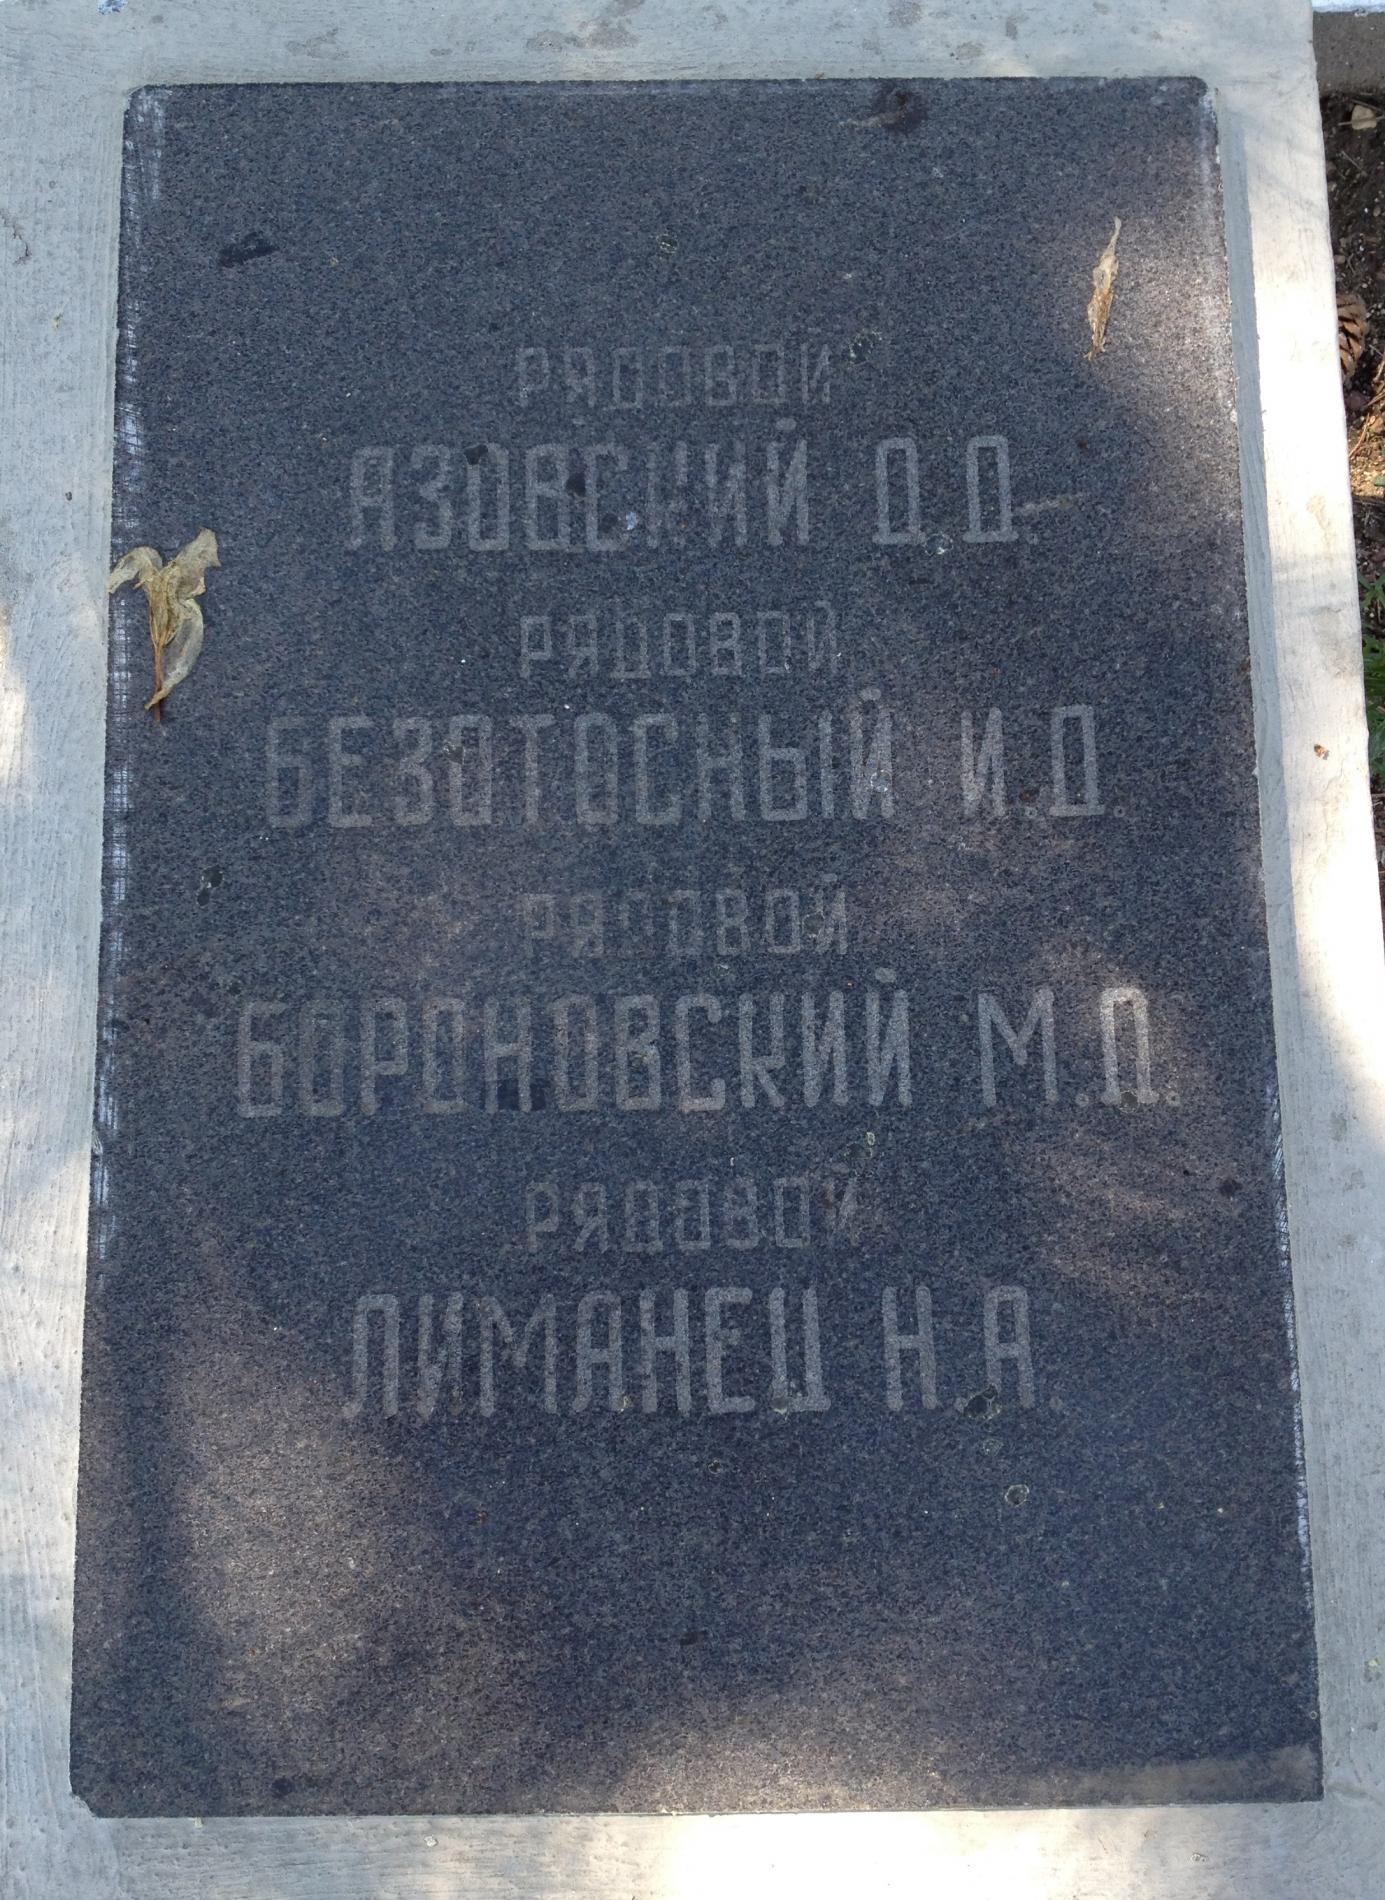 РЯДОВОЙ
ЯЗОВСКИЙ Д.Д.
РЯДОВОЙ
БЕЗОТОСНЫЙ И.Д.
РЯДОВОЙ
БОРОНОВСКИЙ М.П.
РЯДОВОЙ
ЛИМАНЕЦ Н.А.